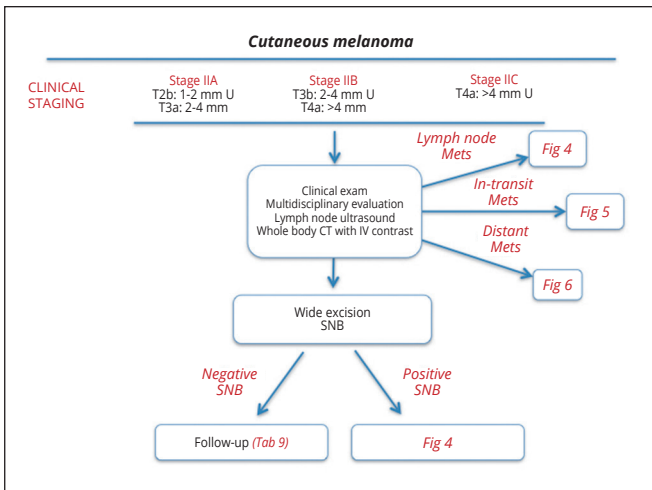 Cutaneous melanoma
CLINICAL
STAGING
Stage IIA
T2b: 1-2 mm U
T3a: 2-4 mm
Stage IIB
T3b: 2-4 mm U
T4a: >4 mm
Stage IIC
T4a: >4 mm U
Lymph node
Mets
Fig 4
Clinical exam
Multidisciplinary evaluation
Lymph node ultrasound
Whole body CT with IV contrast
In-transit
Mets
Fig 5
Distant
Mets
Fig 6
Wide excision
SNB
Negative
SNB
Positive
SNB
Follow-up (Tab 9)
Fig 4